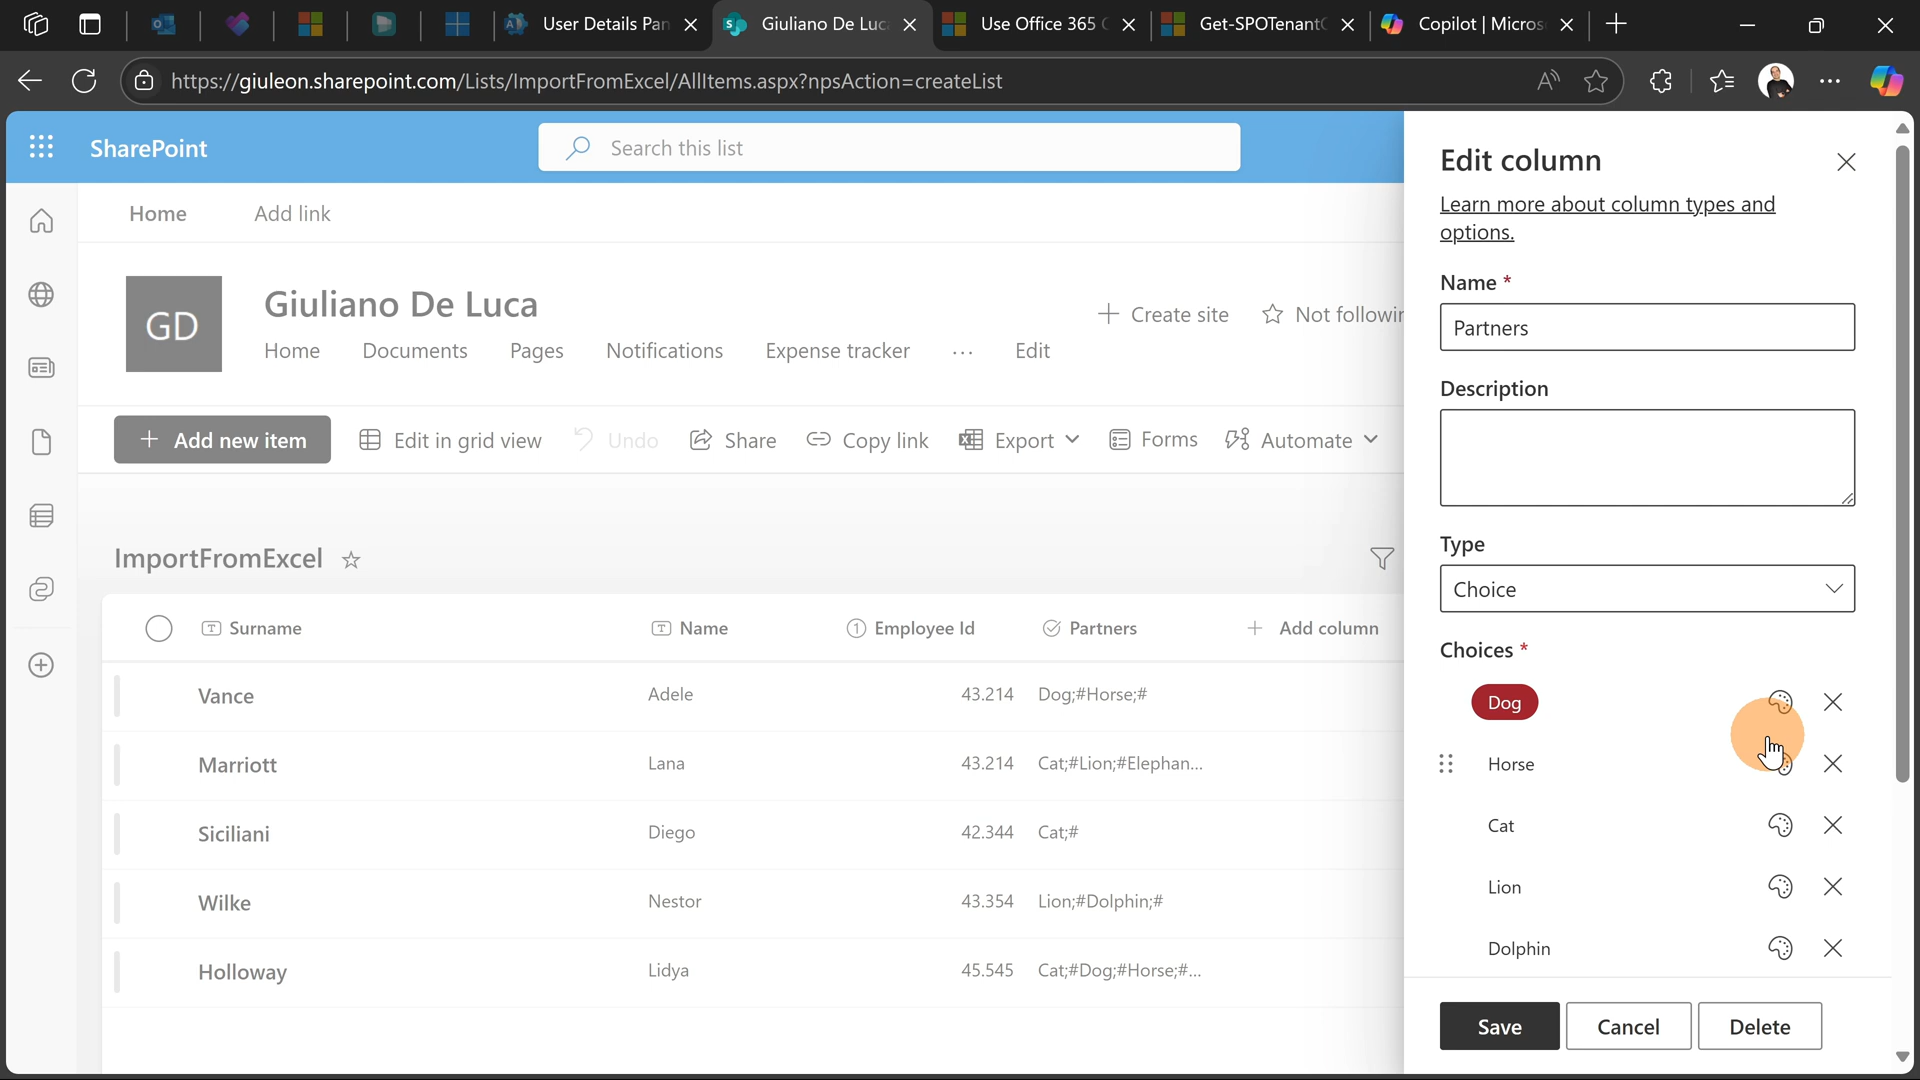 User Details Pan
Giuliano De Luc
Use Office 365 C
Get-SPOTenantC
Copilot | Micros
https://giuleon.sharepoint.com/Lists/ImportFromExcel/AllItems.aspx?npsAction=createList
SharePoint
Search this list
Home
Add link
GD
Giuliano De Luca
Create site
Not followin
Home
Documents
Pages
Notifications
Expense tracker
...
Edit
Add new item
Edit in grid view
Undo
Share
Copy link
Export
Forms
Automate
ImportFromExcel
Surname
Name
Employee Id
Partners
Add column
Vance
Adele
43.214
Dog;#Horse;#
Marriott
Lana
43.214
Cat;#Lion;#Elephan...
Siciliani
Diego
42.344
Cat;#
Wilke
Nestor
43.354
Lion;#Dolphin;#
Holloway
Lidya
45.545
Cat;#Dog;#Horse;#...
Edit column
Learn more about column types and
options.
Name *
Partners
Description
Type
Choice
Choices *
Dog
Horse
Cat
Lion
Dolphin
Save
Cancel
Delete